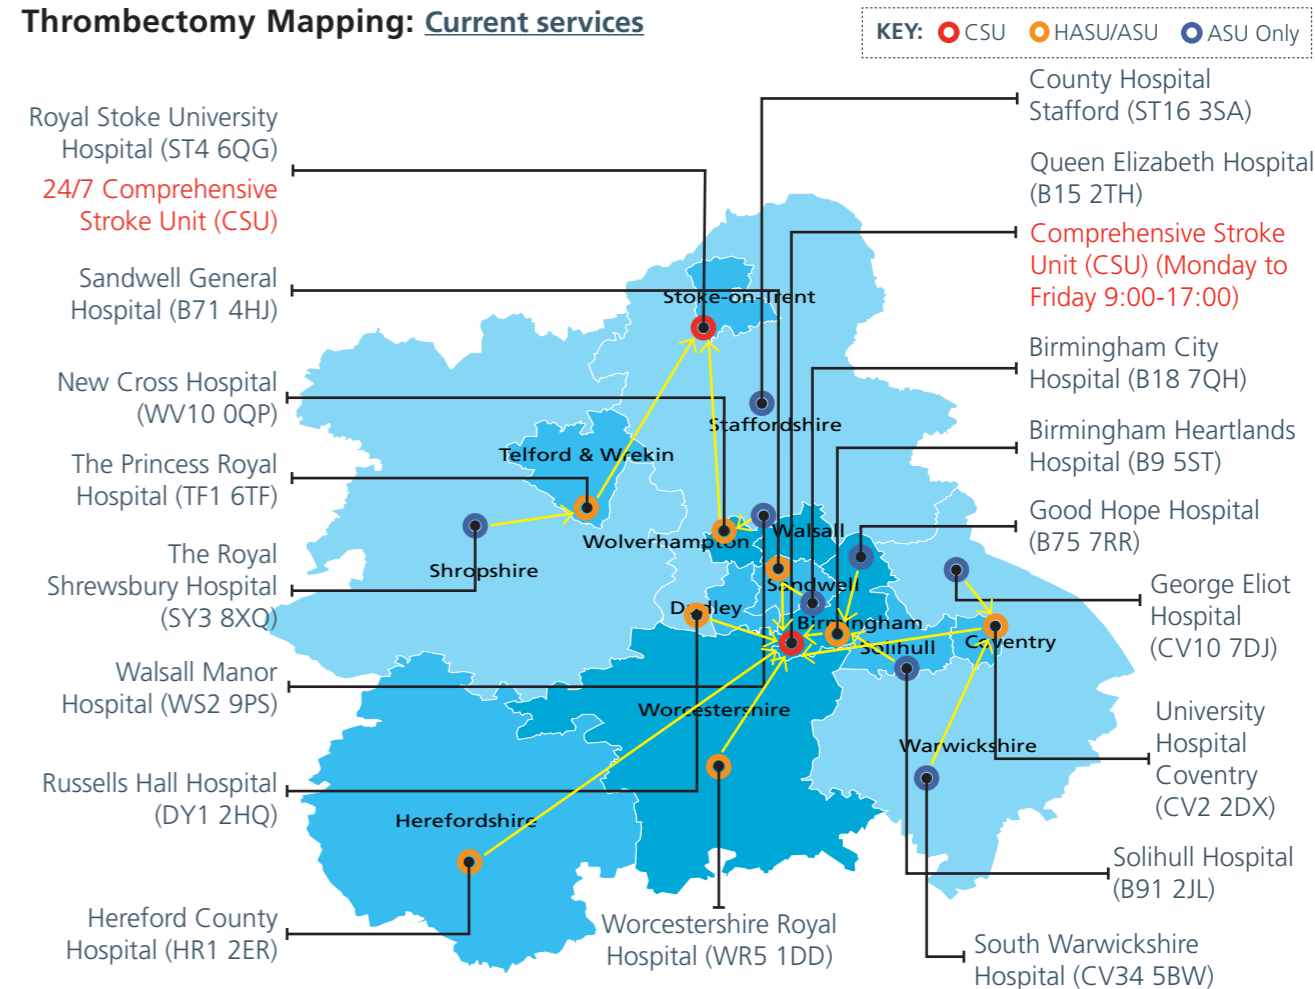 Thrombectomy Mapping: Current services
KEY: CSU HASU/ASU ASU Only
Royal Stoke University
Hospital (ST4 6QG)
24/7 Comprehensive
Stroke Unit (CSU)
Sandwell General
Hospital (B71 4HJ)
New Cross Hospital
(WV10 0QP)
The Princess Royal
Hospital (TF1 6TF)
The Royal
Shrewsbury Hospital
(SY3 8XQ)
Walsall Manor
Hospital (WS2 9PS)
Russells Hall Hospital
(DY1 2HQ)
Hereford County
Hospital (HR1 2ER)
Stoke-on-Trent
Staffordshire
Telford & Wrekin
Wolverhampton
Walsall
Shropshire
Sandwell
Dudley
Birmingham
Solihull
Coventry
Worcestershire
Warwickshire
Herefordshire
Worcestershire Royal
Hospital (WR5 1DD)
County Hospital
Stafford (ST16 3SA)
Queen Elizabeth Hospital
(B15 2TH)
Comprehensive Stroke
Unit (CSU) (Monday to
Friday 9:00-17:00)
Birmingham City
Hospital (B18 7QH)
Birmingham Heartlands
Hospital (B9 5ST)
Good Hope Hospital
(B75 7RR)
George Eliot
Hospital
(CV10 7DJ)
University
Hospital
Coventry
(CV2 2DX)
Solihull Hospital
(B91 2JL)
South Warwickshire
Hospital (CV34 5BW)